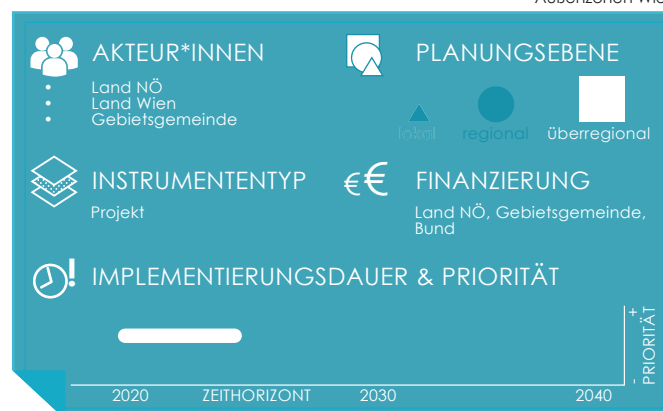 AKTEUR*INNEN
• Land NÖ
• Land Wien
• Gebietsgemeinde
PLANUNGSEBENE
lokal regional überregional
INSTRUMENTENTYP
Projekt
€€ FINANZIERUNG
Land NÖ, Gebietsgemeinde,
Bund
! IMPLEMENTIERUNGSDAUER & PRIORITÄT
- PRIORITÄT +
2020 ZEITHORIZONT 2030 2040